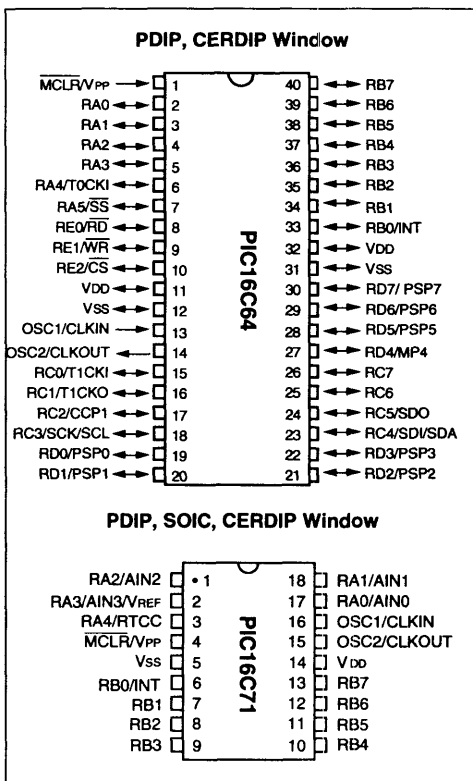 PDIP, CERDIP Window
MCLR/VPP 1 40 RB7
RA0 2 39 RB6
RA1 3 38 RB5
RA2 4 37 RB4
RA3 5 36 RB3
RA4/T0CKI 6 35 RB2
RA5/SS 7 34 RB1
RE0/RD 8 33 RB0/INT
RE1/WR 9 32 VDD
RE2/CS 10 31 VSS
VDD 11 30 RD7/ PSP7
VSS 12 29 RD6/PSP6
OSC1/CLKIN 13 28 RD5/PSP5
OSC2/CLKOUT 14 27 RD4/MP4
RC0/T1CKI 15 26 RC7
RC1/T1CKO 16 25 RC6
RC2/CCP1 17 24 RC5/SDO
RC3/SCK/SCL 18 23 RC4/SDI/SDA
RD0/PSP0 19 22 RD3/PSP3
RD1/PSP1 20 21 RD2/PSP2
PIC16C64
PDIP, SOIC, CERDIP Window
RA2/AIN2 1 18 RA1/AIN1
RA3/AIN3/VREF 2 17 RA0/AIN0
RA4/RTCC 3 16 OSC1/CLKIN
MCLR/VPP 4 15 OSC2/CLKOUT
VSS 5 14 VDD
RB0/INT 6 13 RB7
RB1 7 12 RB6
RB2 8 11 RB5
RB3 9 10 RB4
PIC16C71